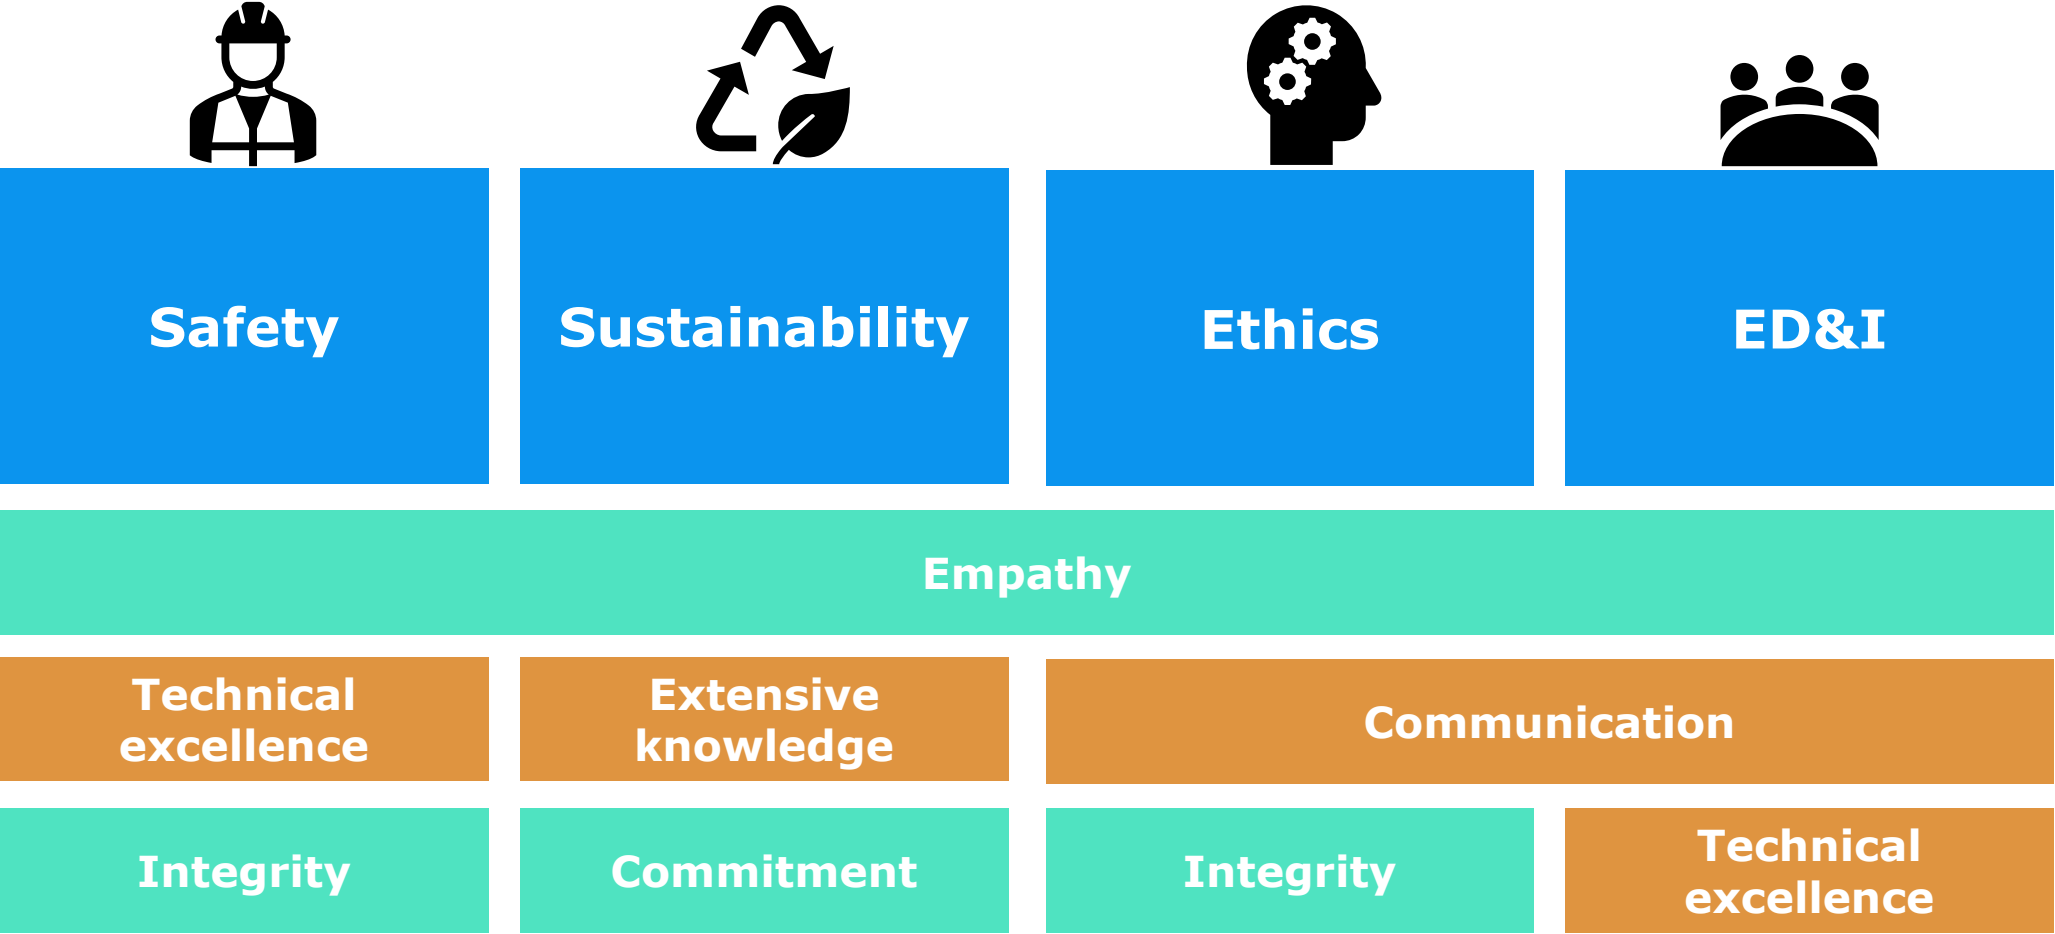 Safety
Sustainability
Ethics
ED&I
Empathy
Technical
excellence
Extensive
knowledge
Communication
Integrity
Commitment
Integrity
Technical
excellence